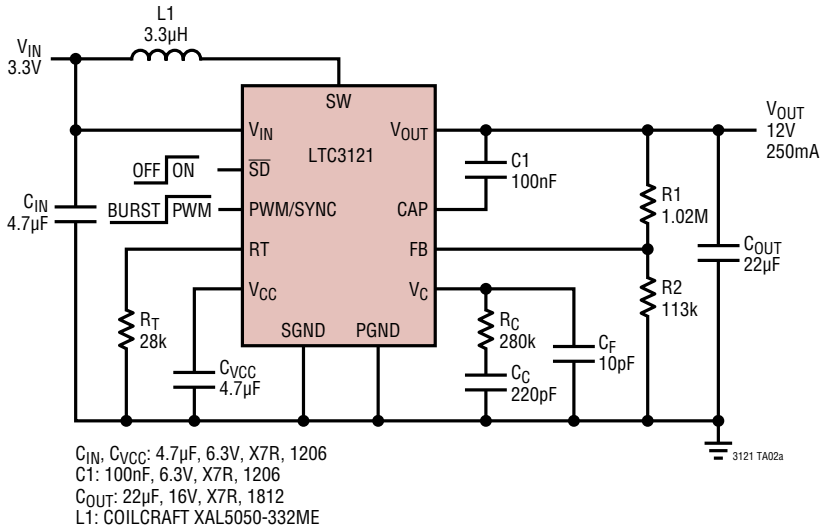 L1
3.3µH
VIN
3.3V
SW
VIN
VOUT
LTC3121
VOUT
12V
250mA
OFF ON
SD
C1
100nF
BURST PWM
PWM/SYNC
CAP
R1
1.02M
CIN
4.7µF
RT
FB
COUT
22µF
VCC
VC
R2
113k
RT
28k
SGND
PGND
RC
280k
CF
10pF
CVCC
4.7µF
CC
220pF
3121 TA02a
CIN, CVCC: 4.7µF, 6.3V, X7R, 1206
C1: 100nF, 6.3V, X7R, 1206
COUT: 22µF, 16V, X7R, 1812
L1: COILCRAFT XAL5050-332ME